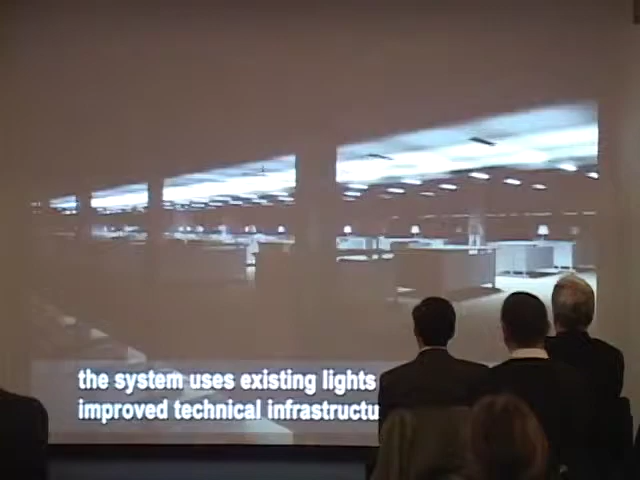 the system uses existing lights
improved technical infrastructu